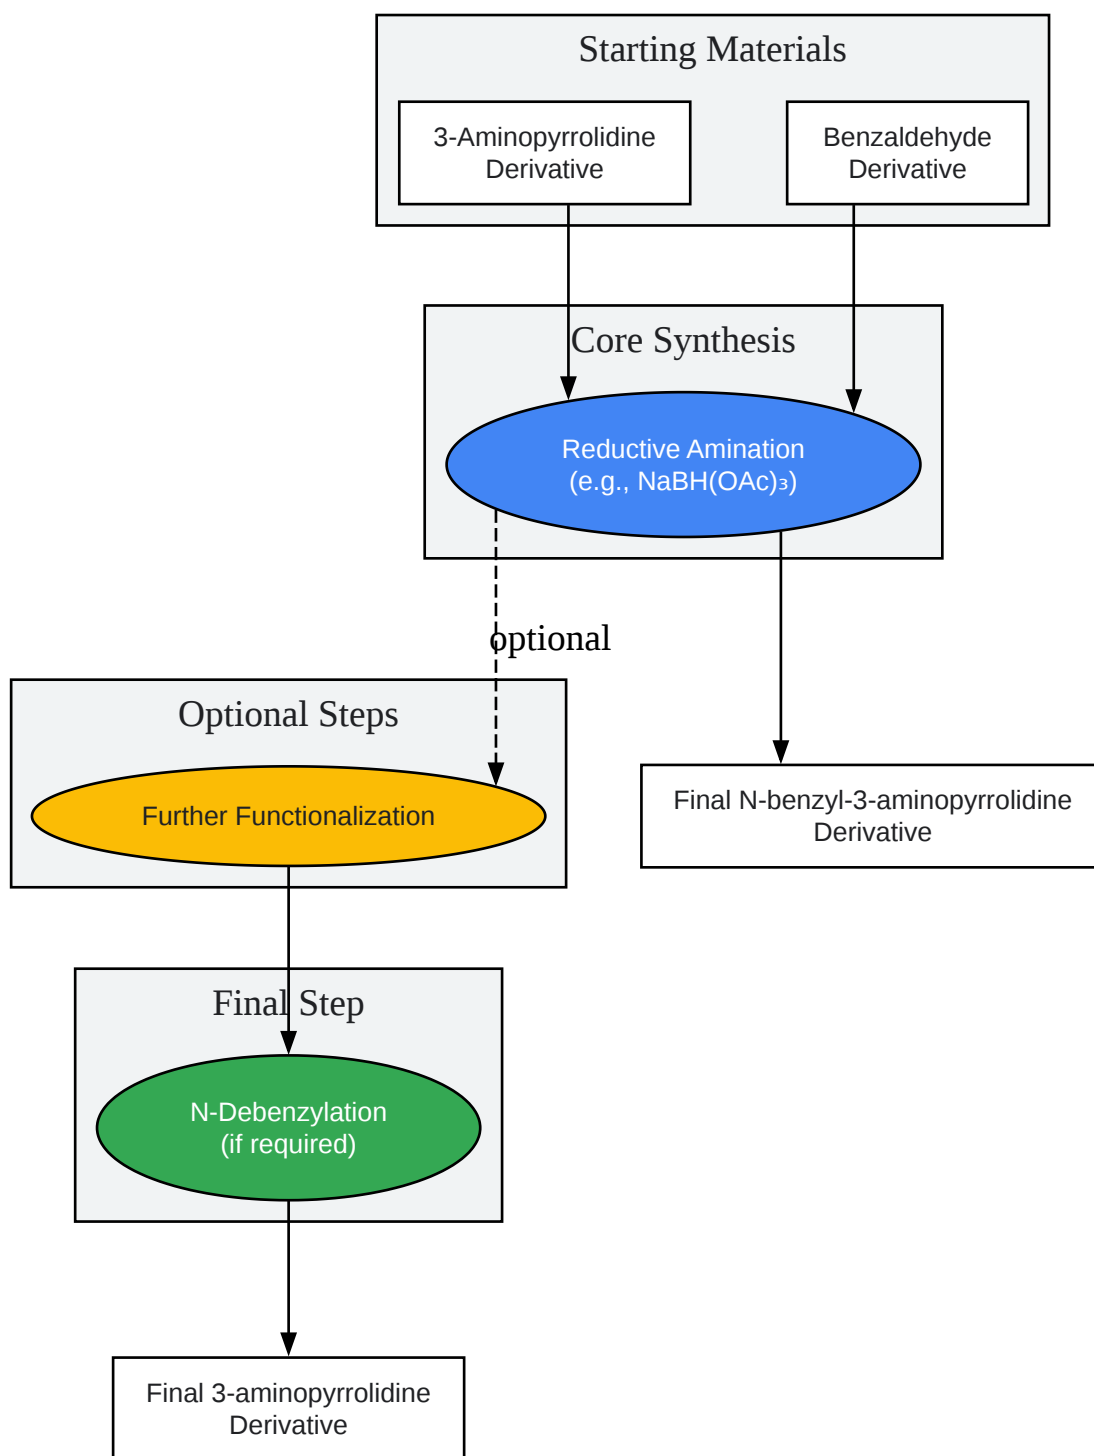 Starting Materials
3-Aminopyrrolidine
Derivative
Benzaldehyde
Derivative
Core Synthesis
Reductive Amination
(e.g., NaBH(OAc)₃)
optional
Optional Steps
Further Functionalization
Final N-benzyl-3-aminopyrrolidine
Derivative
Final Step
N-Debenzylation
(if required)
Final 3-aminopyrrolidine
Derivative